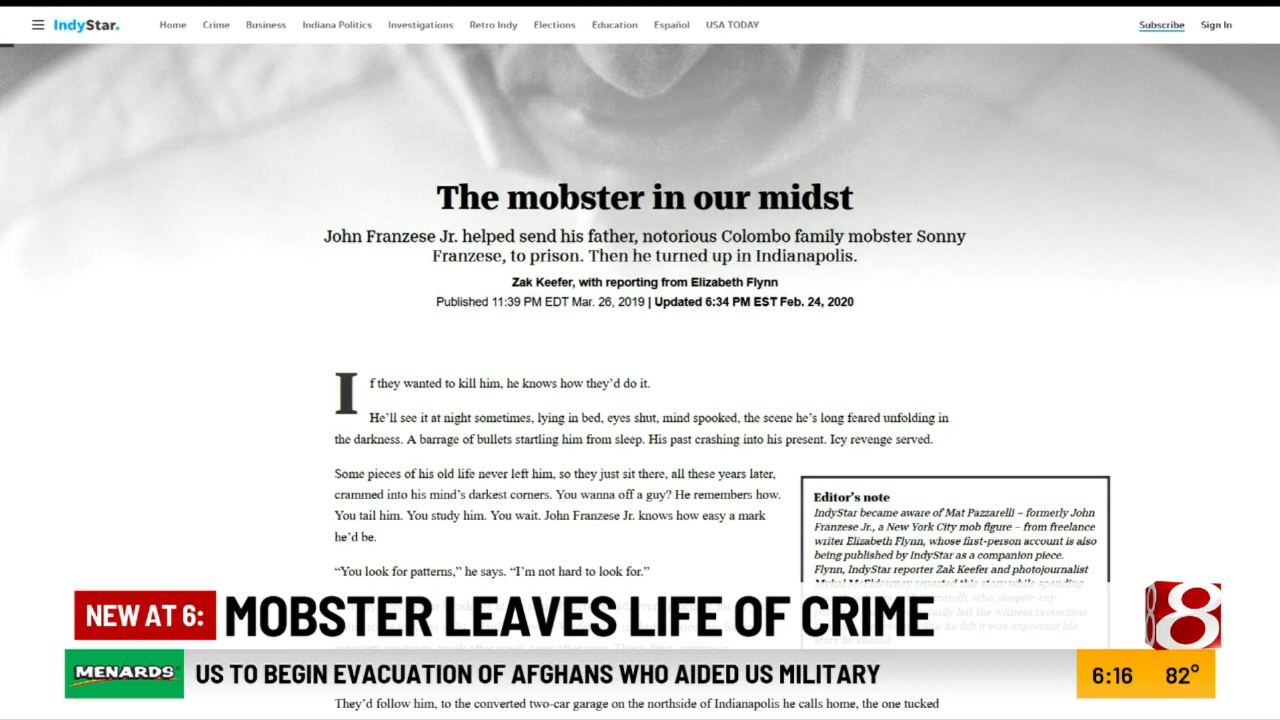 IndyStar.
Home Crime Business Indiana Politics Investigations Retro Indy Elections Education Español USA TODAY
Subscribe Sign In
The mobster in our midst
John Franzese Jr. helped send his father, notorious Colombo family mobster Sonny
Franzese, to prison. Then he turned up in Indianapolis.
Zak Keefer, with reporting from Elizabeth Flynn
Published 11:39 PM EDT Mar. 26, 2019 | Updated 6:34 PM EST Feb. 24, 2020
If they wanted to kill him, he knows how they'd do it.
He'll see it at night sometimes, lying in bed, eyes shut, mind spooked, the scene he's long feared unfolding in
the darkness. A barrage of bullets startling him from sleep. His past crashing into his present. Icy revenge served.
Some pieces of his old life never left him, so they just sit there, all these years later,
crammed into his mind's darkest corners. You wanna off a guy? He remembers how.
You tail him. You study him. You wait. John Franzese Jr. knows how easy a mark
he'd be.
“You look for patterns,” he says. “I'm not hard to look for.”
Editor's note
IndyStar became aware of Mat Pazzarelli – formerly John
Franzese Jr., a New York City mob figure – from freelance
writer Elizabeth Flynn, whose first-person account is also
being published by IndyStar as a companion piece.
Flynn, IndyStar reporter Zak Keefer and photojournalist
NEW AT 6:
MOBSTER LEAVES LIFE OF CRIME
8
MENARDS
US TO BEGIN EVACUATION OF AFGHANS WHO AIDED US MILITARY
6:16 82°
They'd follow him, to the converted two-car garage on the northside of Indianapolis he calls home, the one tucked